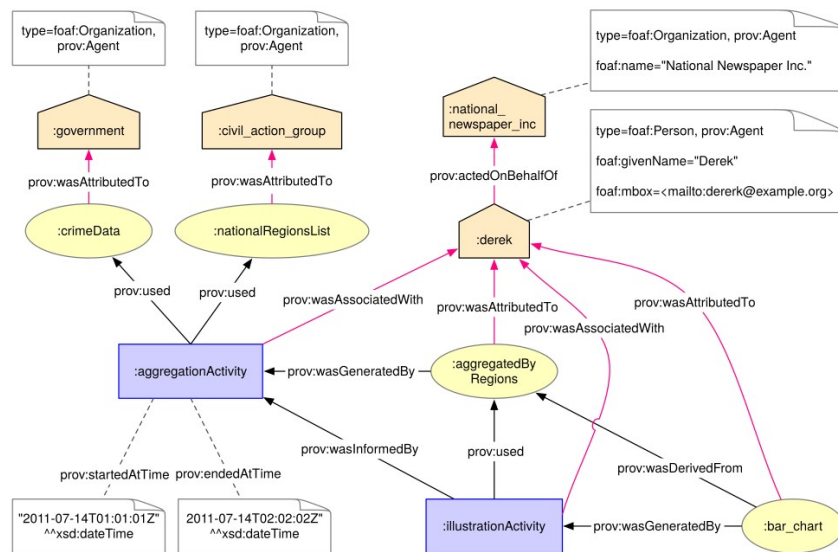 type=foaf:Organization,
prov:Agent
type=foaf:Organization,
prov:Agent
type=foaf:Organization, prov:Agent
foaf:name="National Newspaper Inc."
:government
:civil_action_group
:national_
newspaper_inc
type=foaf:Person, prov:Agent
foaf:givenName="Derek"
foaf:mbox=<mailto:dererk@example.org>
prov:wasAttributedTo
prov:wasAttributedTo
prov:actedOnBehalfOf
:crimeData
:nationalRegionsList
:derek
prov:used
prov:used
prov:wasAssociatedWith
prov:wasAttributedTo
prov:wasAttributedTo
prov:wasAssociatedWith
:aggregationActivity
prov:wasGeneratedBy
:aggregatedBy
Regions
prov:wasInformedBy
prov:used
prov:startedAtTime
prov:endedAtTime
prov:wasDerivedFrom
"2011-07-14T01:01:01Z"
^^xsd:dateTime
2011-07-14T02:02:02Z"
^^xsd:dateTime
:illustrationActivity
prov:wasGeneratedBy
:bar_chart